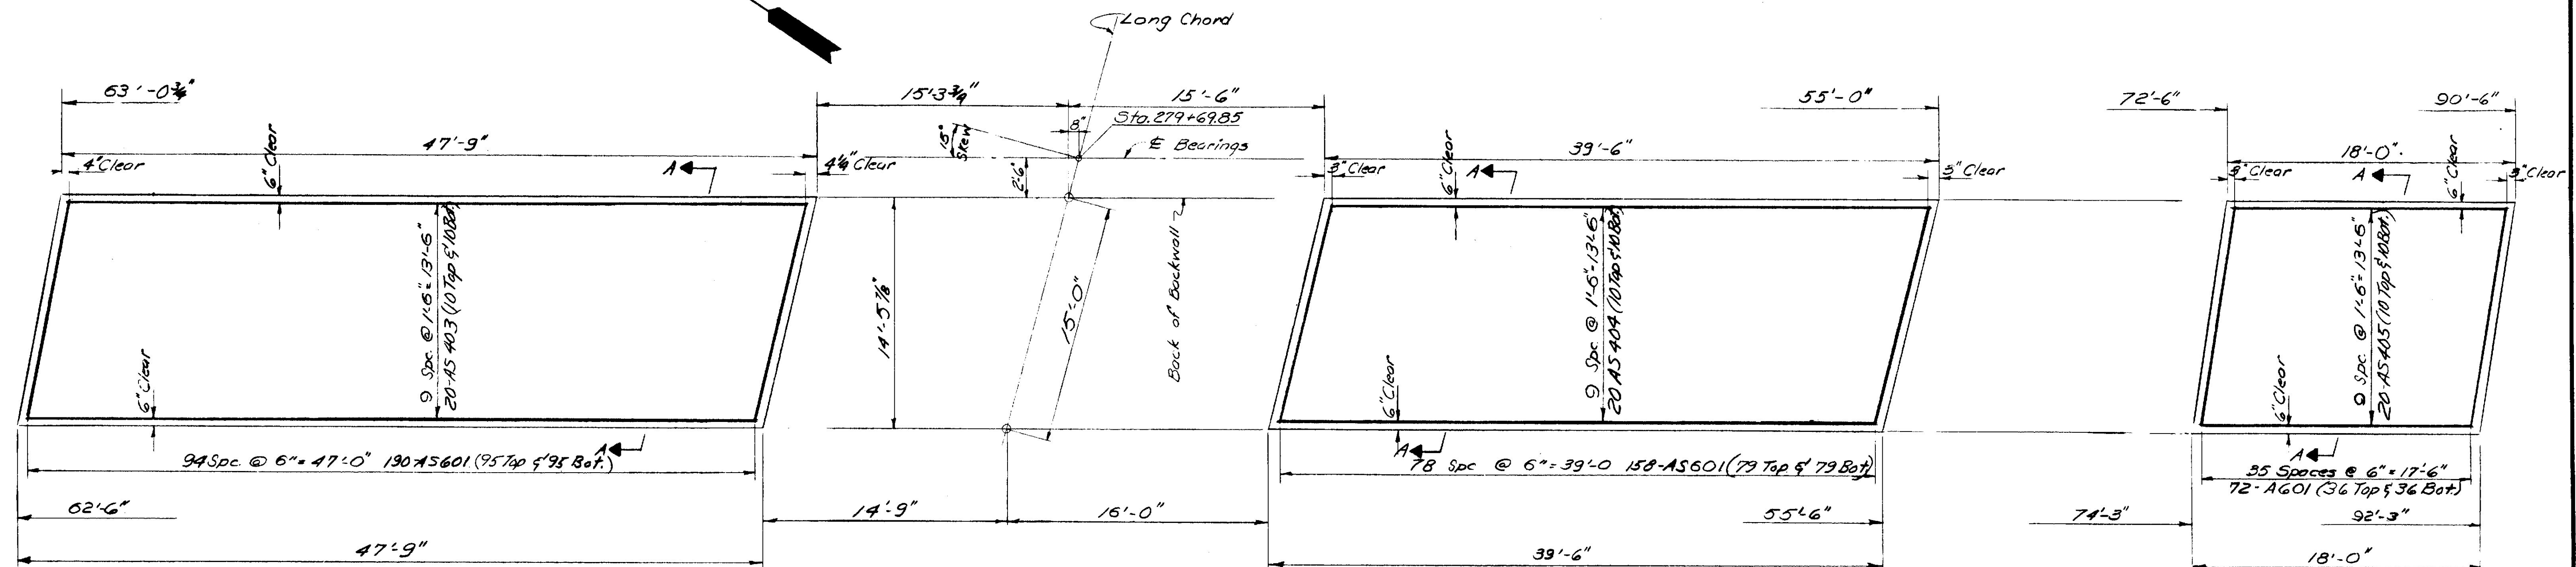 Long Chord
63'-0¾"
15'-3¾"
15'-6"
55'-0"
72'-6"
90'-6"
8"
Sta. 279+69.85
15°
Skew
47'-9"
℄ Bearings
39'-6"
18'-0"
4" Clear
6" Clear
A
4¼" Clear
2'-6"
3" Clear
A
6" Clear
3" Clear
3" Clear
A
6" Clear
3" Clear
9 Spc. @ 1'-6" = 13'-6"
20-AS403 (10 Top & 10 Bot.)
14'-5⅞"
15'-0"
Back of Backwall
9 Spc. @ 1'-6"=13'-6"
20 AS404 (10 Top & 10 Bot.)
9 Spc. @ 1'-6"=13'-6"
20-AS405 (10 Top & 10 Bot.)
6" Clear
6" Clear
6" Clear
A
94 Spc. @ 6" = 47'-0" 190-AS601 (95 Top & 95 Bot.)
A
78 Spc @ 6" = 39'-0 158-AS601 (79 Top & 79 Bot)
A
35 Spaces @ 6" = 17'-6"
72-A601 (36 Top & 36 Bot.)
62'-6"
14'-9"
16'-0"
55'-6"
74'-3"
92'-3"
47'-9"
39'-6"
18'-0"